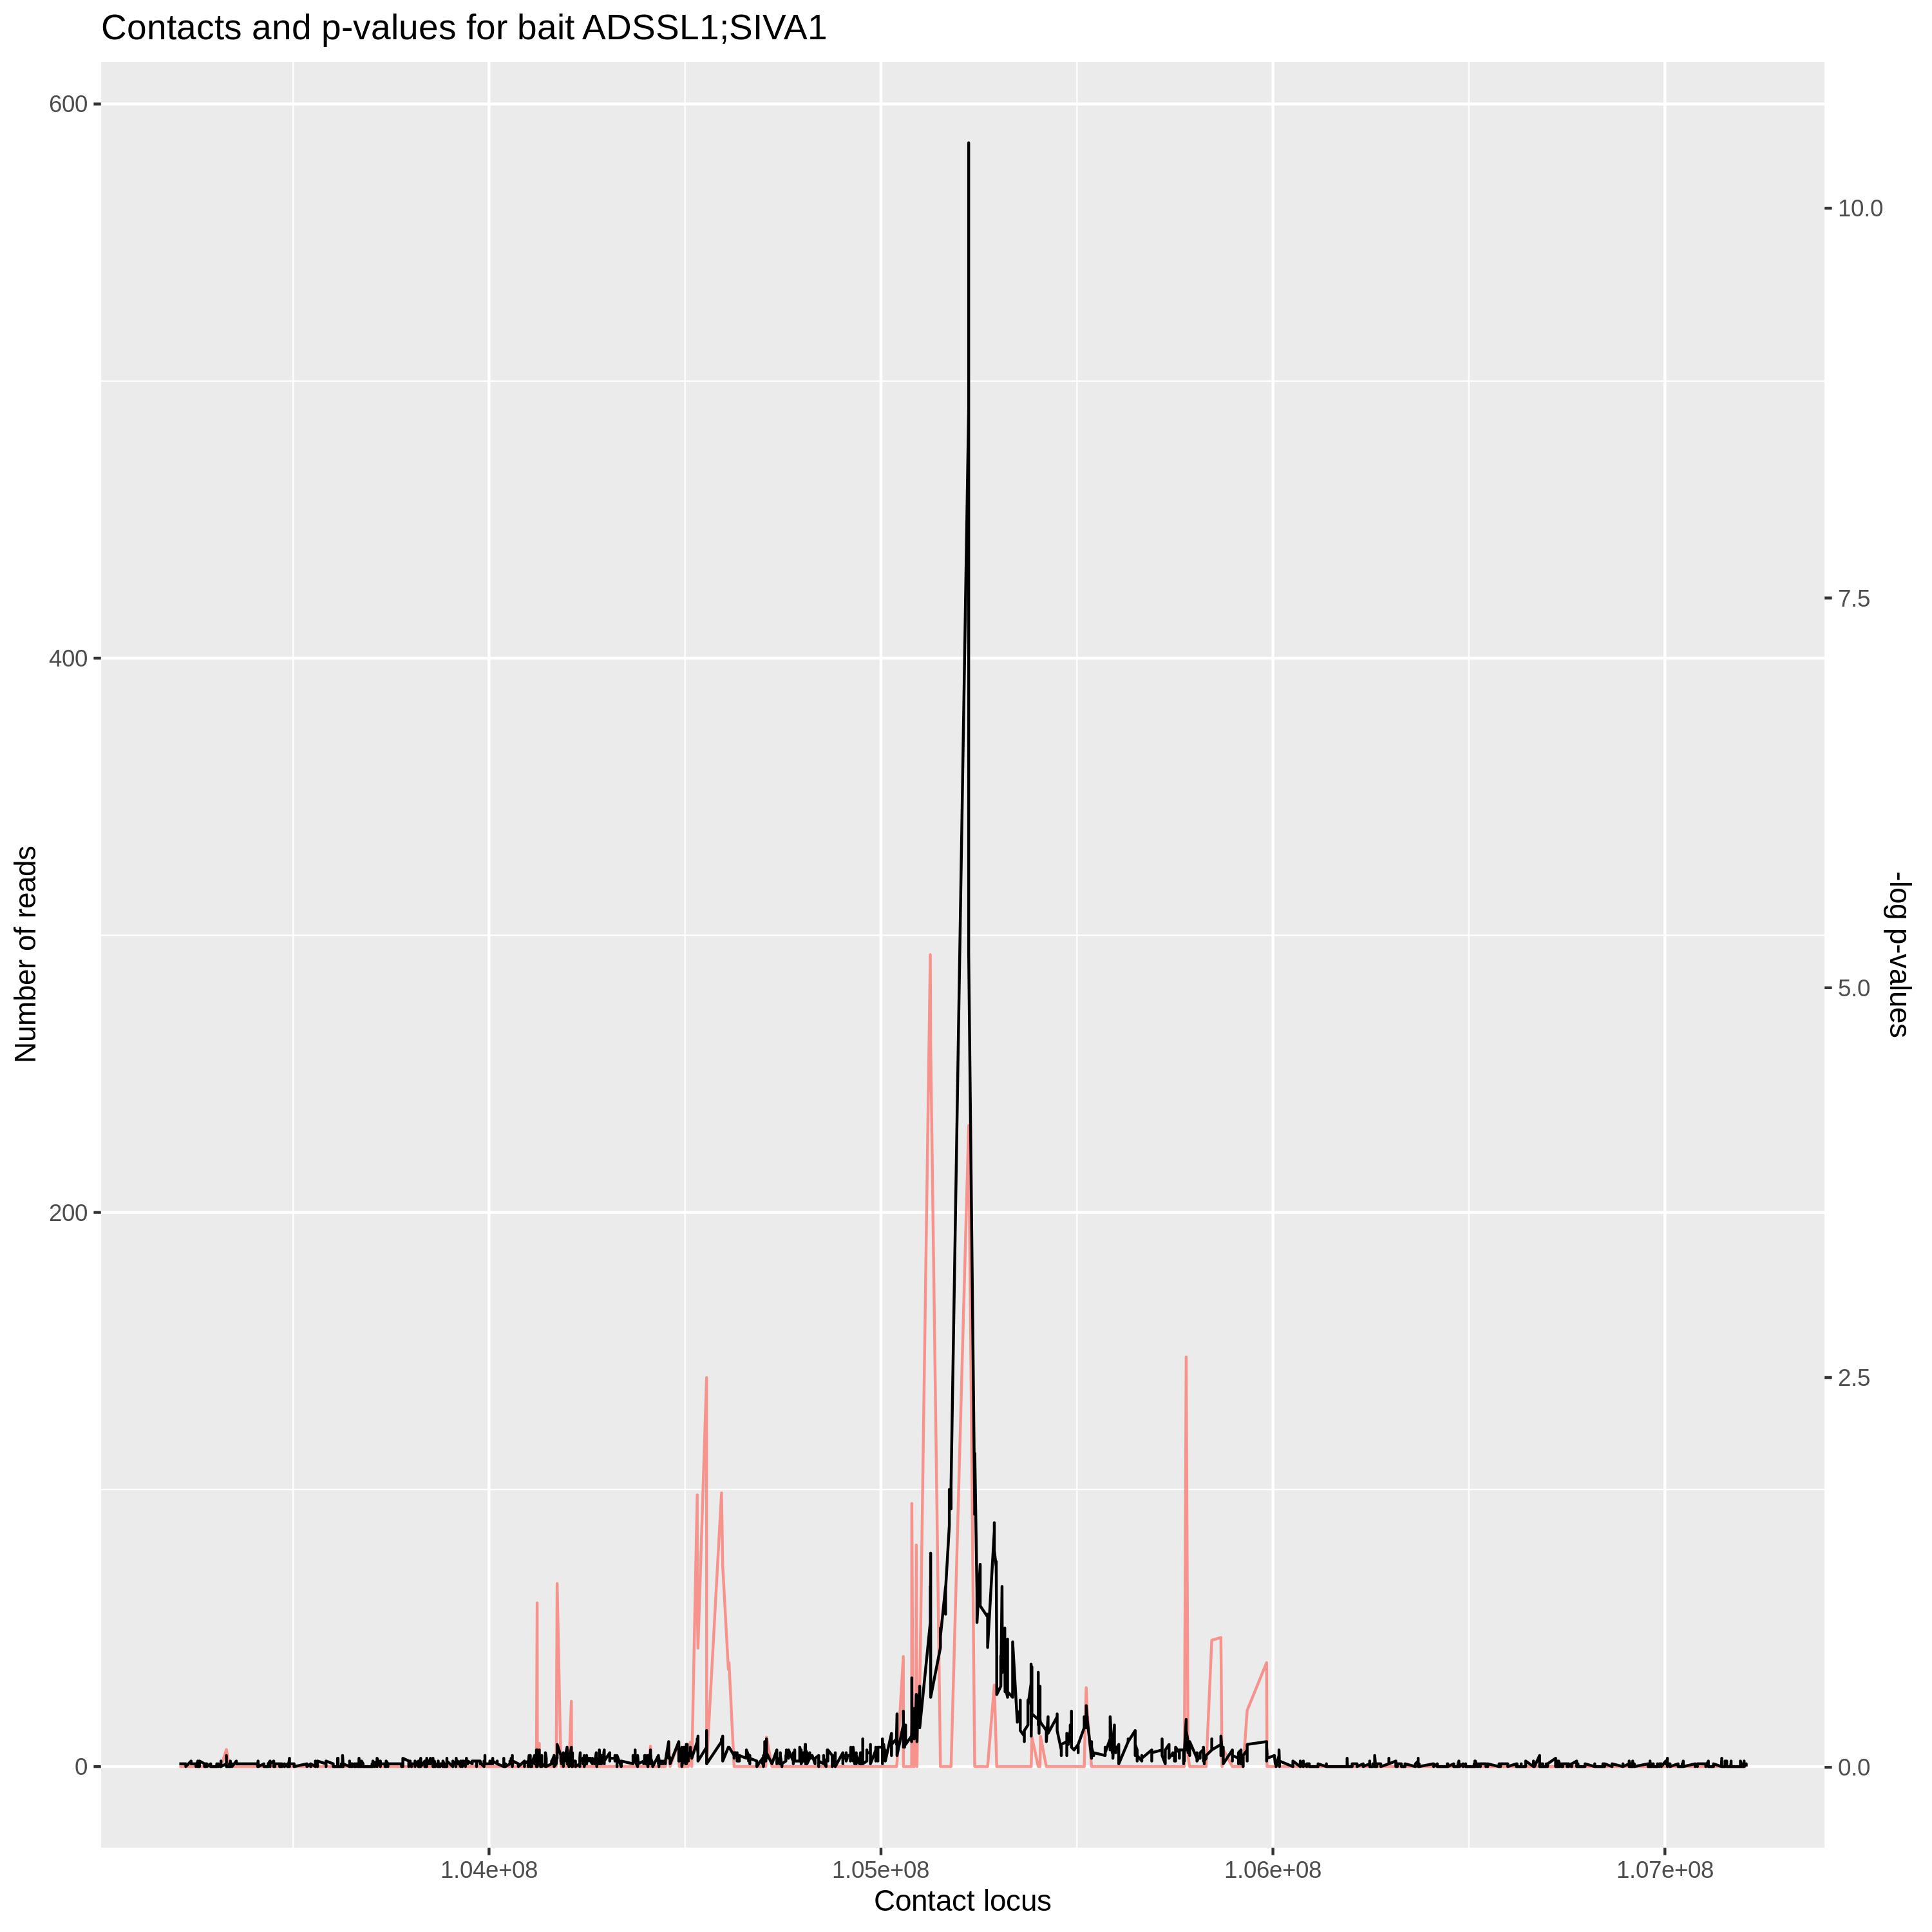 Contacts and p-values for bait ADSSL1;SIVA1
600
400
200
0
Number of reads
10.0
7.5
5.0
2.5
0.0
-log p-values
1.04e+08
1.05e+08
1.06e+08
1.07e+08
Contact locus